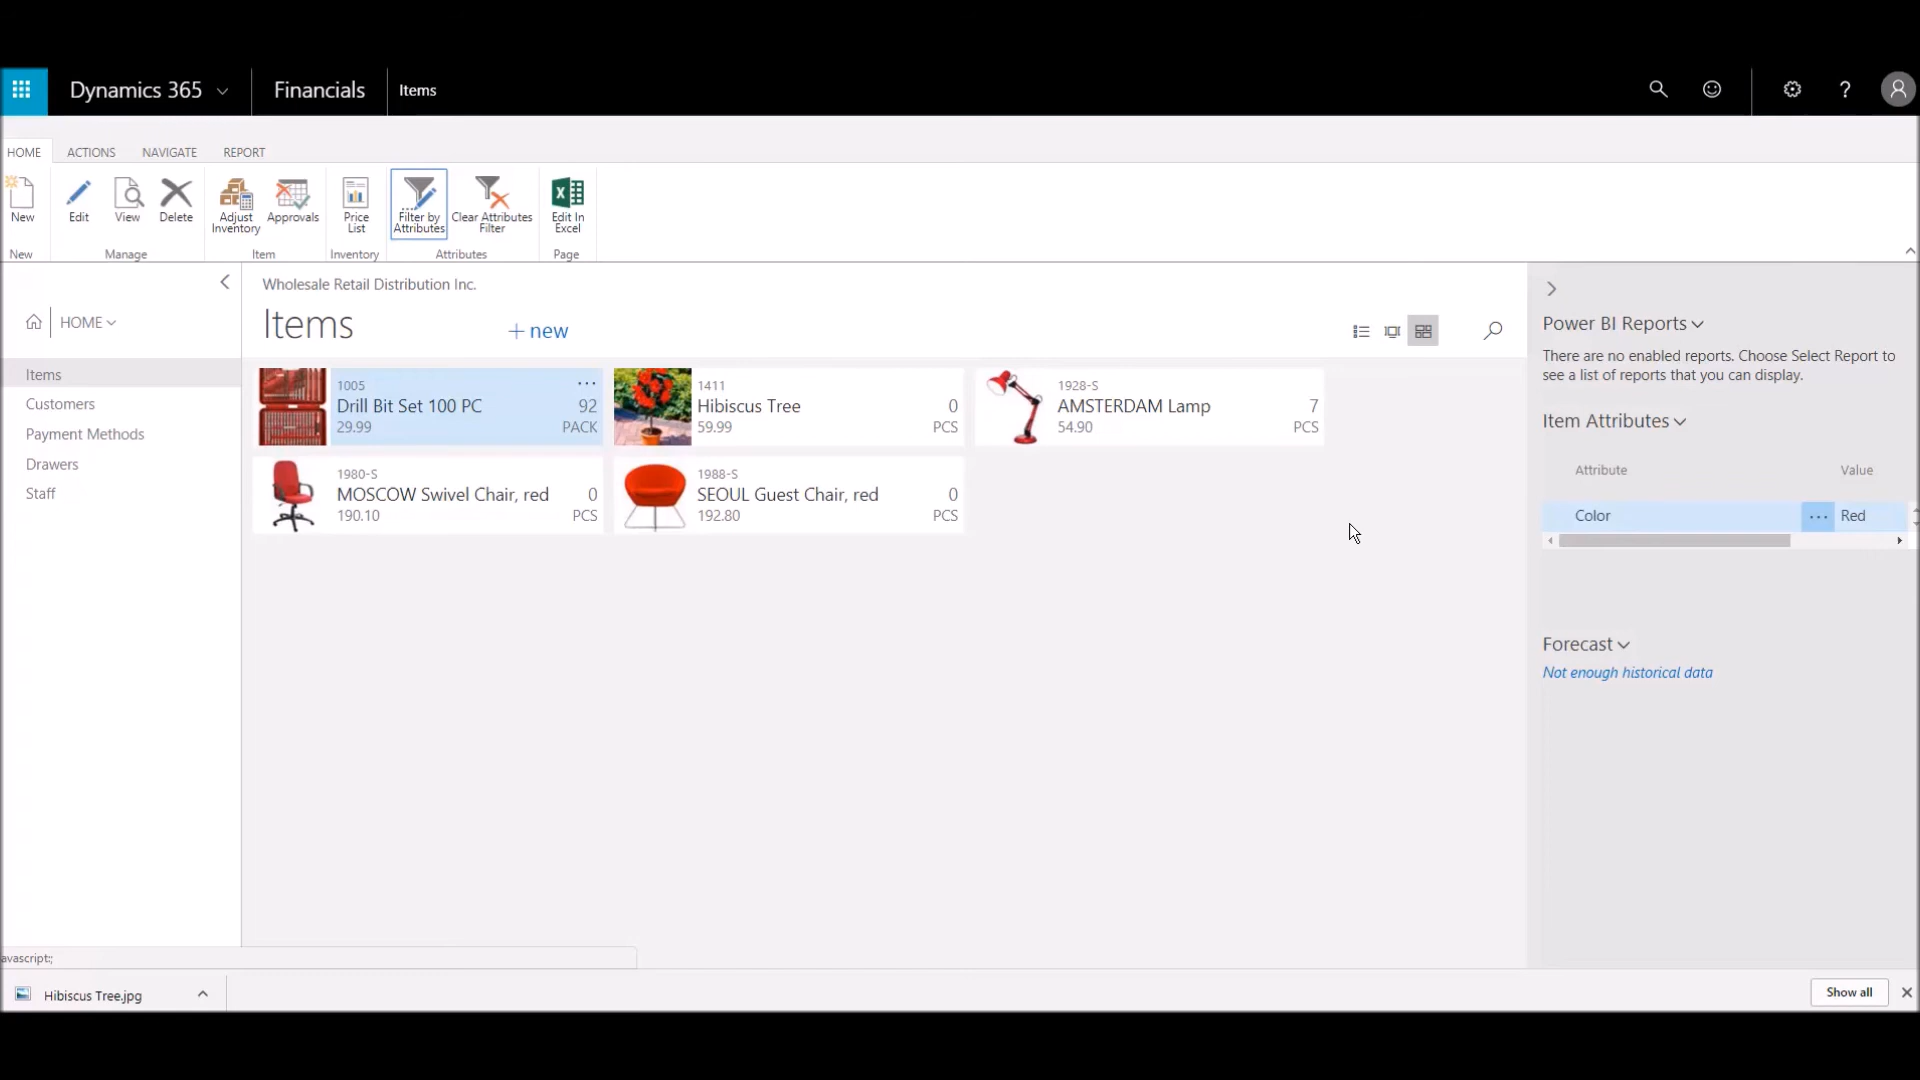 Dynamics 365
Financials
Items
?
HOME
ACTIONS
NAVIGATE
REPORT
New
Edit
View
Delete
Adjust
Inventory
Approvals
Price
List
Filter by
Attributes
Clear Attributes
Filter
Edit In
Excel
New
Manage
Item
Inventory
Attributes
Page
HOME
Items
Customers
Payment Methods
Drawers
Staff
Wholesale Retail Distribution Inc.
Items
+ new
1005
...
Drill Bit Set 100 PC
92
29.99
PACK
1411
Hibiscus Tree
0
59.99
PCS
1928-S
AMSTERDAM Lamp
7
54.90
PCS
1980-S
MOSCOW Swivel Chair, red
0
190.10
PCS
1988-S
SEOUL Guest Chair, red
0
192.80
PCS
Power BI Reports
There are no enabled reports. Choose Select Report to
see a list of reports that you can display.
Item Attributes
Attribute
Value
Color
...
Red
Forecast
Not enough historical data
avascript:;
Hibiscus Tree.jpg
Show all